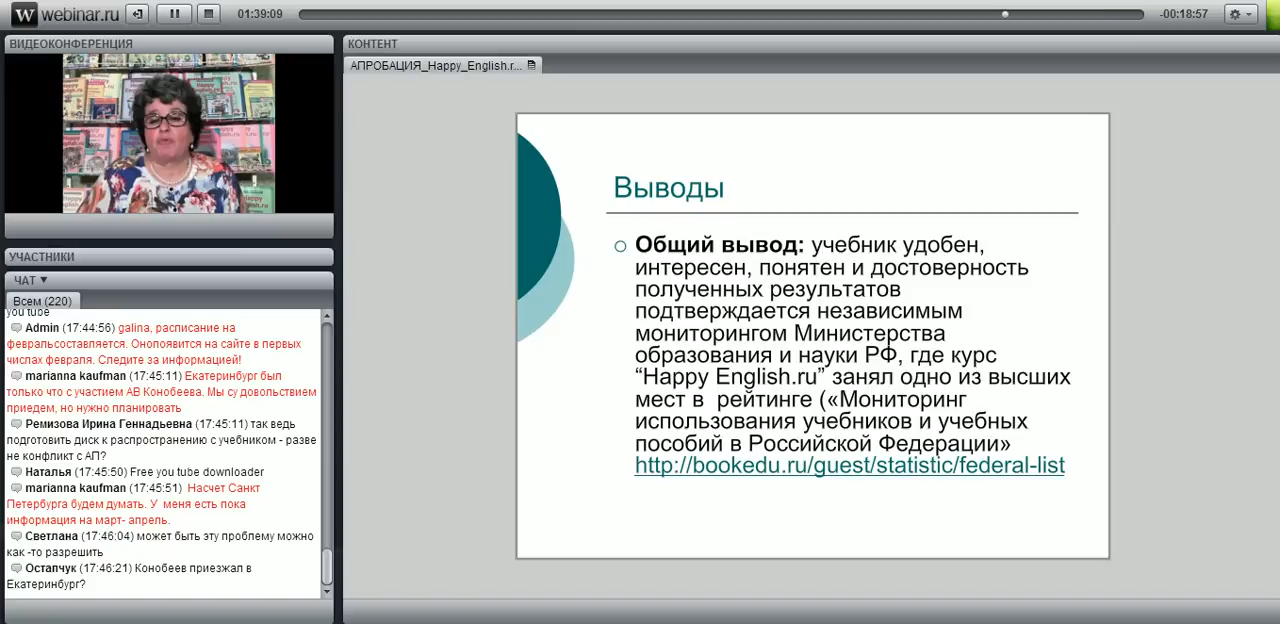 W webinar.ru
01:39:09
-00:18:57
ВИДЕОКОНФЕРЕНЦИЯ
Happy English.ru
УЧАСТНИКИ
ЧАТ ▼
Всем (220)
you tube
Admin (17:44:56) galina, расписание на
февральсоставляется. Онопоявится на сайте в первых
числах февраля. Следите за информацией!
marianna kaufman (17:45:11) Екатеринбург был
только что с участием АВ Конобеева. Мы су довольствием
приедем, но нужно планировать
Ремизова Ирина Геннадьевна (17:45:11) так ведь
подготовить диск к распространению с учебником - разве
не конфликт с АП?
Наталья (17:45:50) Free you tube downloader
marianna kaufman (17:45:51) Насчет Санкт
Петербурга будем думать. У меня есть пока
информация на март- апрель.
Светлана (17:46:04) может быть эту проблему можно
как -то разрешить
Остапчук (17:46:21) Конобеев приезжал в
Екатеринбург?
КОНТЕНТ
АПРОБАЦИЯ_Happy_English.r...
Выводы
Общий вывод: учебник удобен,
интересен, понятен и достоверность
полученных результатов
подтверждается независимым
мониторингом Министерства
образования и науки РФ, где курс
“Happy English.ru” занял одно из высших
мест в рейтинге («Мониторинг
использования учебников и учебных
пособий в Российской Федерации»
http://bookedu.ru/guest/statistic/federal-list